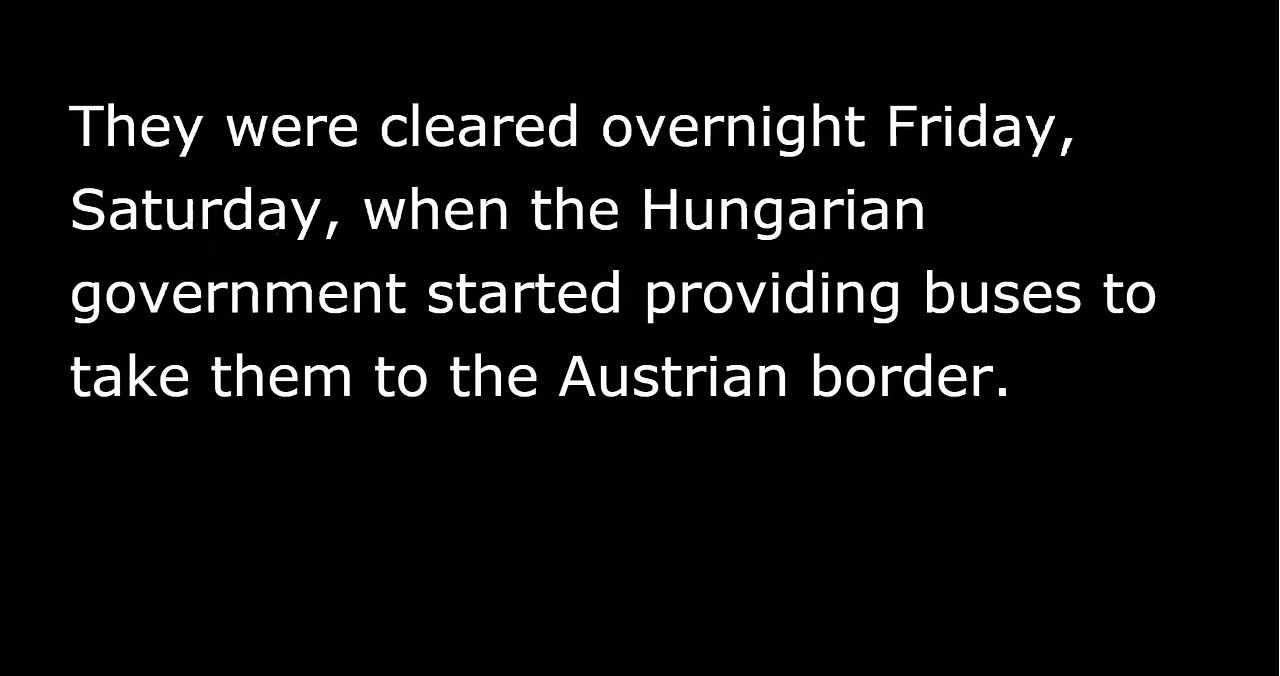 They were cleared overnight Friday,
Saturday, when the Hungarian
government started providing buses to
take them to the Austrian border.